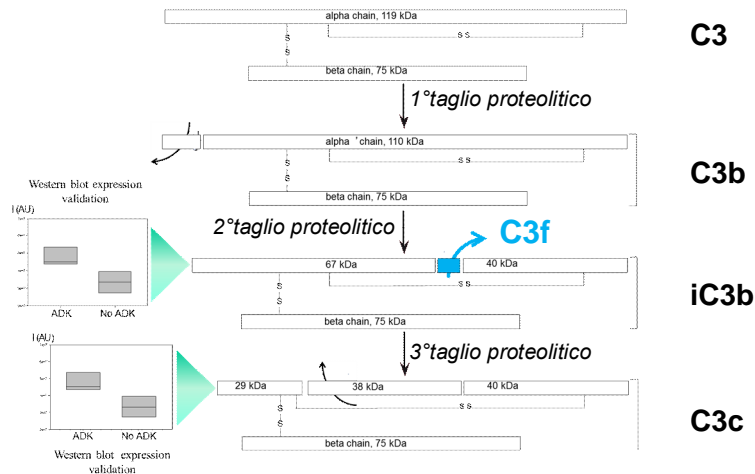 alpha chain, 119 kDa
C3
s s
S
S
beta chain, 75 kDa
1°taglio proteolitico
alpha ' chain, 110 kDa
s s
S
S
C3b
Western blot expression
validation
beta chain, 75 kDa
I (AU)
2°taglio proteolitico
C3f
67 kDa
40 kDa
s s
S
S
iC3b
ADK
No ADK
beta chain, 75 kDa
I (AU)
3°taglio proteolitico
29 kDa
38 kDa
40 kDa
s s
S
S
C3c
ADK
No ADK
beta chain, 75 kDa
Western blot expression
validation